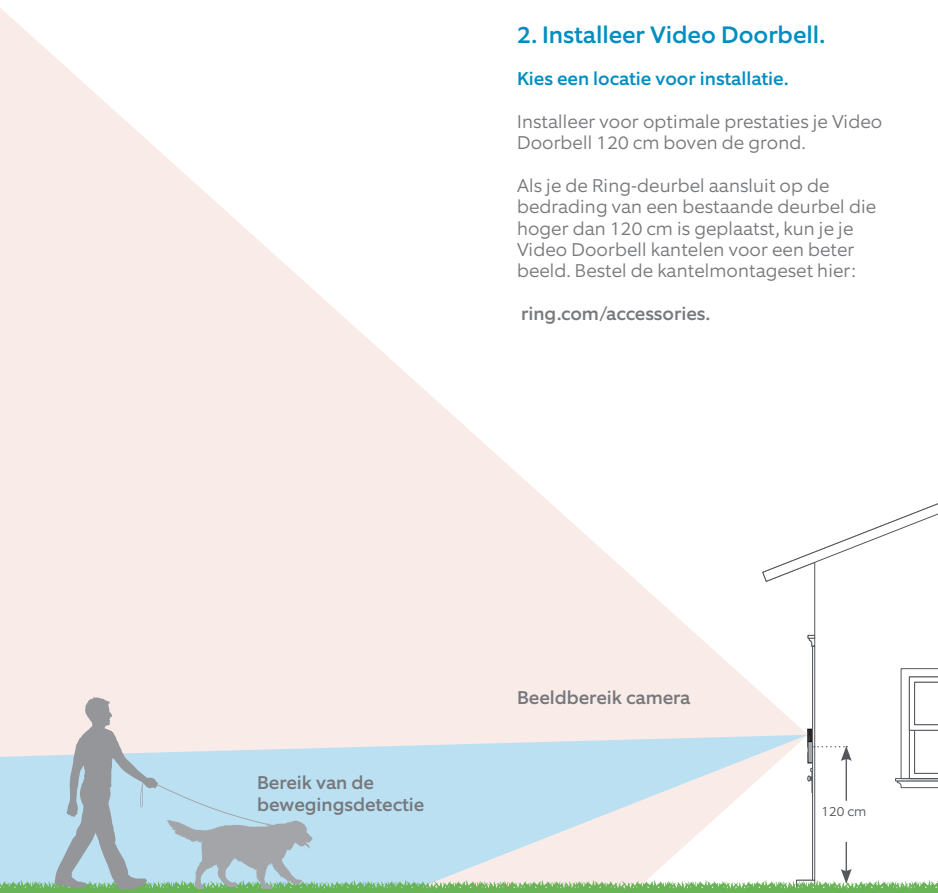 2. Installeer Video Doorbell.
Kies een locatie voor installatie.
Installeer voor optimale prestaties je Video
Doorbell 120 cm boven de grond.
Als je de Ring-deurbel aansluit op de
bedrading van een bestaande deurbel die
hoger dan 120 cm is geplaatst, kun je je
Video Doorbell kantelen voor een beter
beeld. Bestel de kantelmontageset hier:
ring.com/accessories.
Beeldbereik camera
Bereik van de
bewegingsdetectie
120 cm